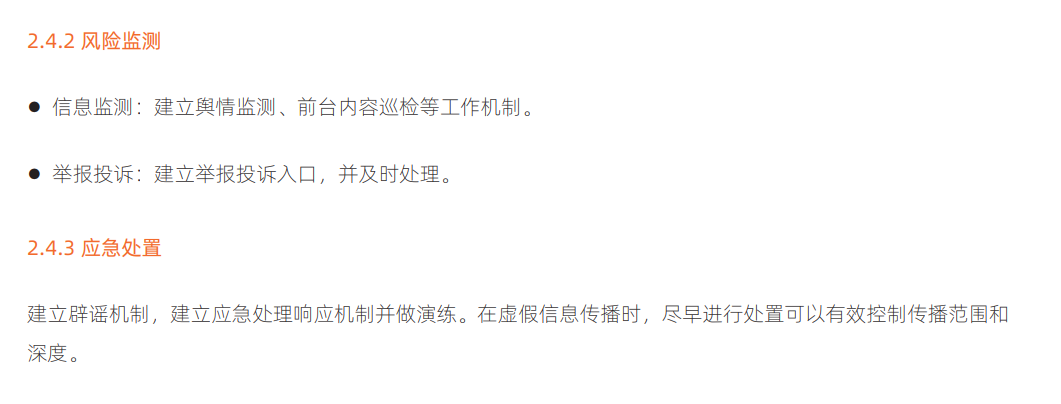 2.4.2 风险监测
● 信息监测：建立舆情监测、前台内容巡检等工作机制。
● 举报投诉：建立举报投诉入口，并及时处理。
2.4.3 应急处置
建立辟谣机制，建立应急处理响应机制并做演练。在虚假信息传播时，尽早进行处置可以有效控制传播范围和
深度。